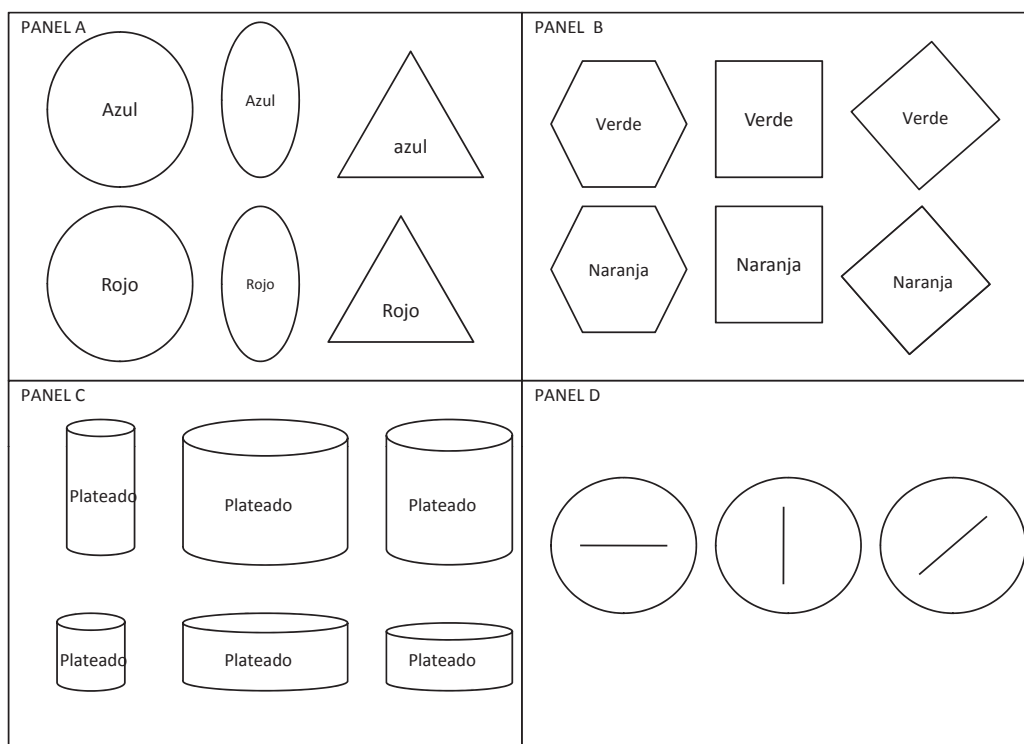 PANEL A
Azul
Azul
azul
Rojo
Rojo
Rojo
PANEL B
Verde
Verde
Verde
Naranja
Naranja
Naranja
PANEL C
Plateado
Plateado
Plateado
Plateado
Plateado
Plateado
PANEL D